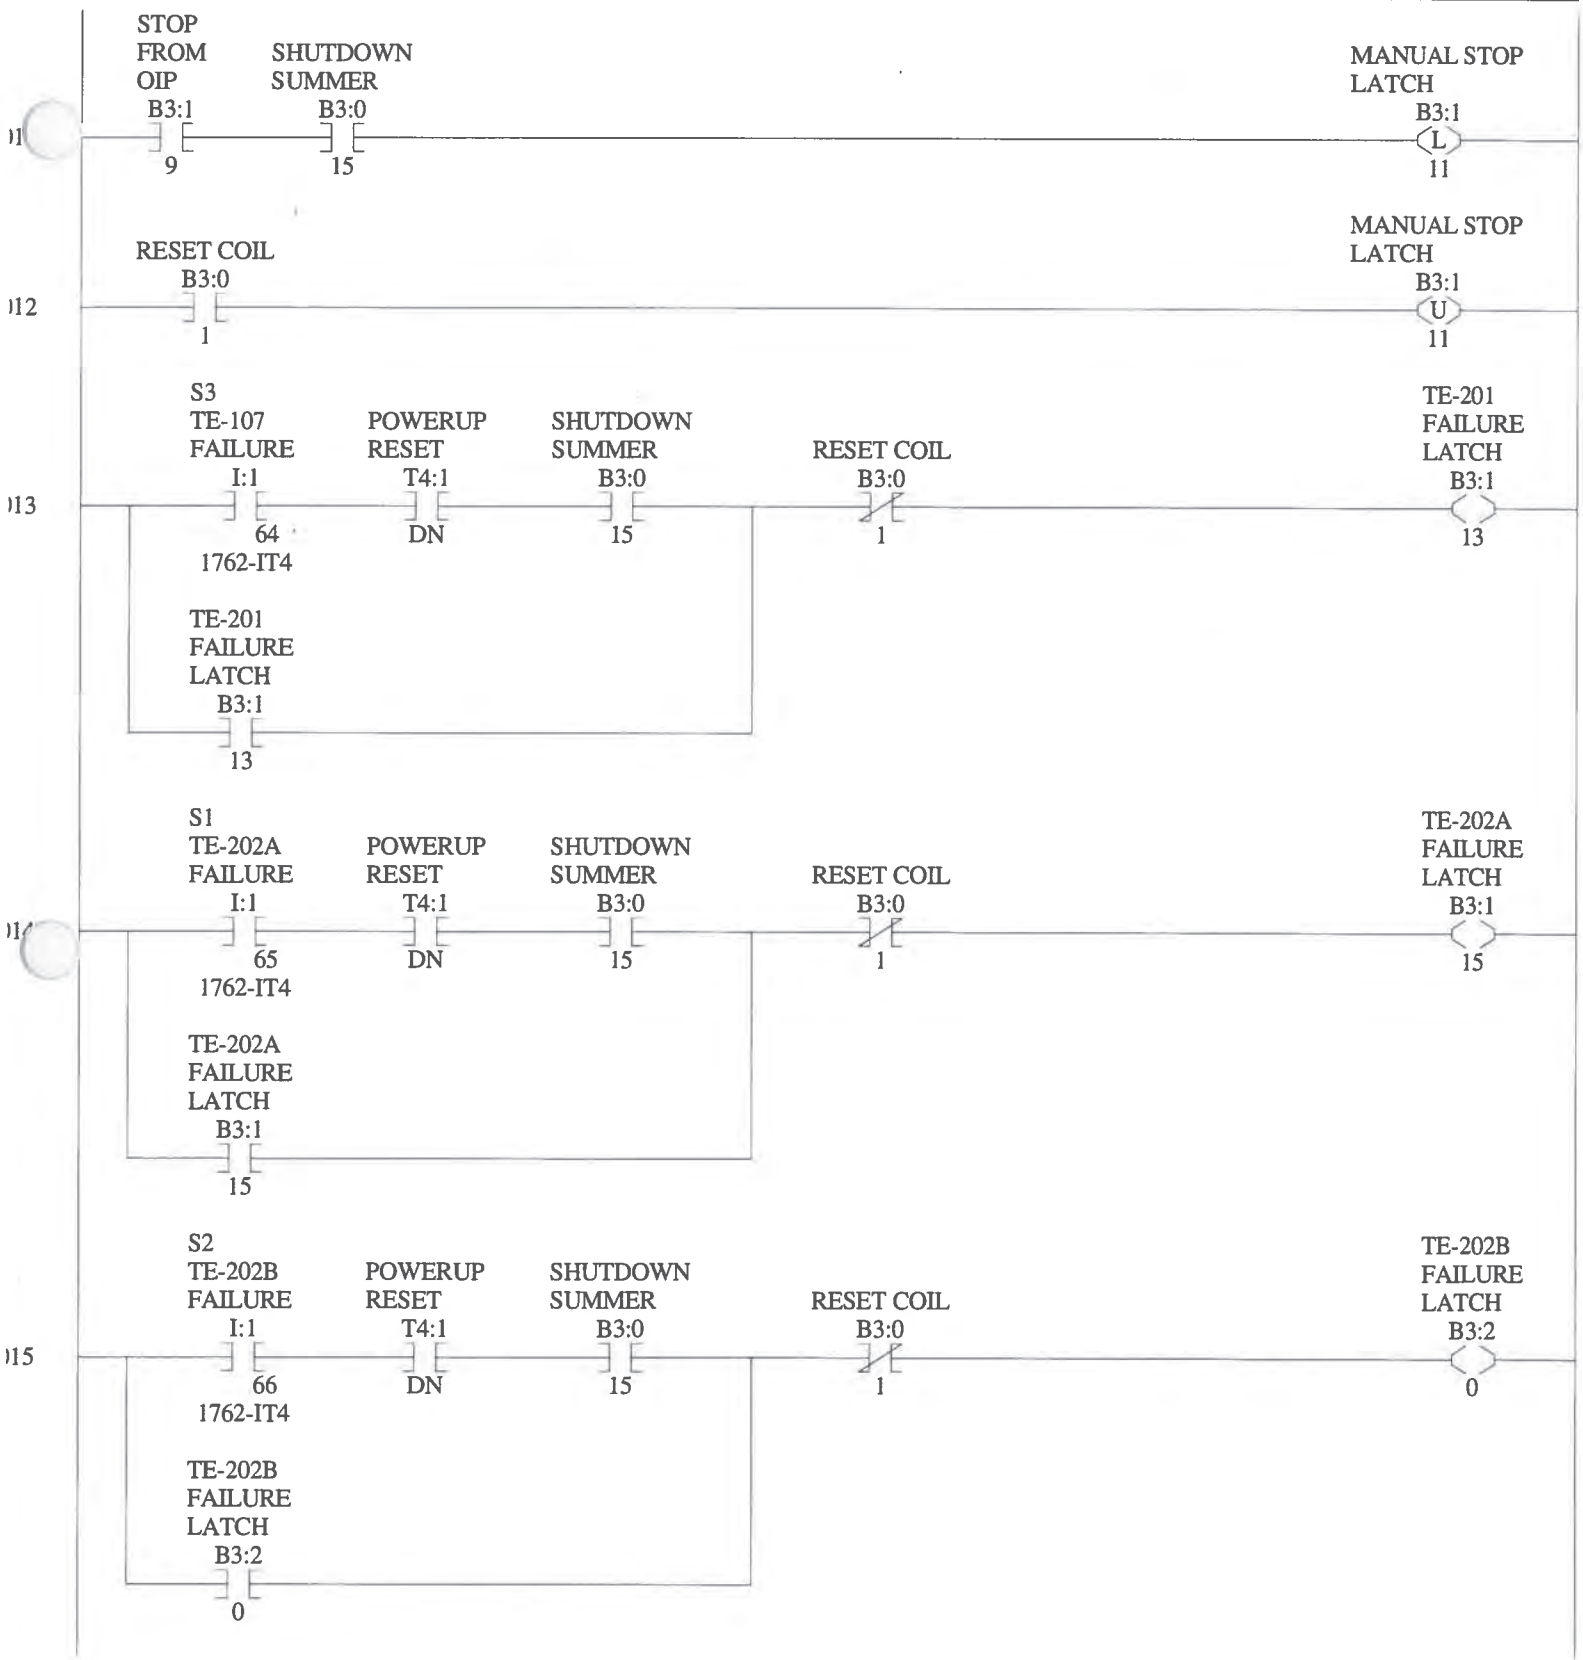 STOP
FROM
OIP
B3:1
9
SHUTDOWN
SUMMER
B3:0
15
MANUAL STOP
LATCH
B3:1
L
11
RESET COIL
B3:0
1
MANUAL STOP
LATCH
B3:1
U
11
012
S3
TE-107
FAILURE
I:1
64
1762-IT4
POWERUP
RESET
T4:1
DN
SHUTDOWN
SUMMER
B3:0
15
RESET COIL
B3:0
1
TE-201
FAILURE
LATCH
B3:1
13
013
TE-201
FAILURE
LATCH
B3:1
13
S1
TE-202A
FAILURE
I:1
65
1762-IT4
POWERUP
RESET
T4:1
DN
SHUTDOWN
SUMMER
B3:0
15
RESET COIL
B3:0
1
TE-202A
FAILURE
LATCH
B3:1
15
TE-202A
FAILURE
LATCH
B3:1
15
S2
TE-202B
FAILURE
I:1
66
1762-IT4
POWERUP
RESET
T4:1
DN
SHUTDOWN
SUMMER
B3:0
15
RESET COIL
B3:0
1
TE-202B
FAILURE
LATCH
B3:2
0
015
TE-202B
FAILURE
LATCH
B3:2
0